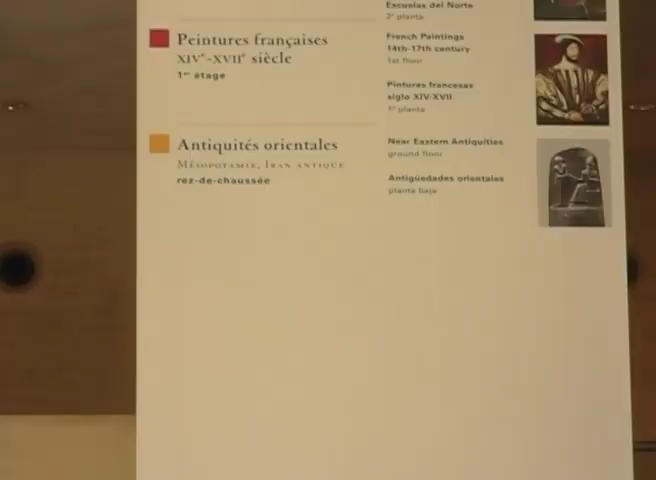 Escuelas del Norte
2ª planta
Peintures françaises
XIVe-XVIIe siècle
1er étage
French Paintings
14th-17th century
1st floor
Pinturas francesas
siglo XIV-XVII
1ª planta
Antiquités orientales
Mésopotamie, Iran antique
rez-de-chaussée
Near Eastern Antiquities
ground floor
Antigüedades orientales
planta baja